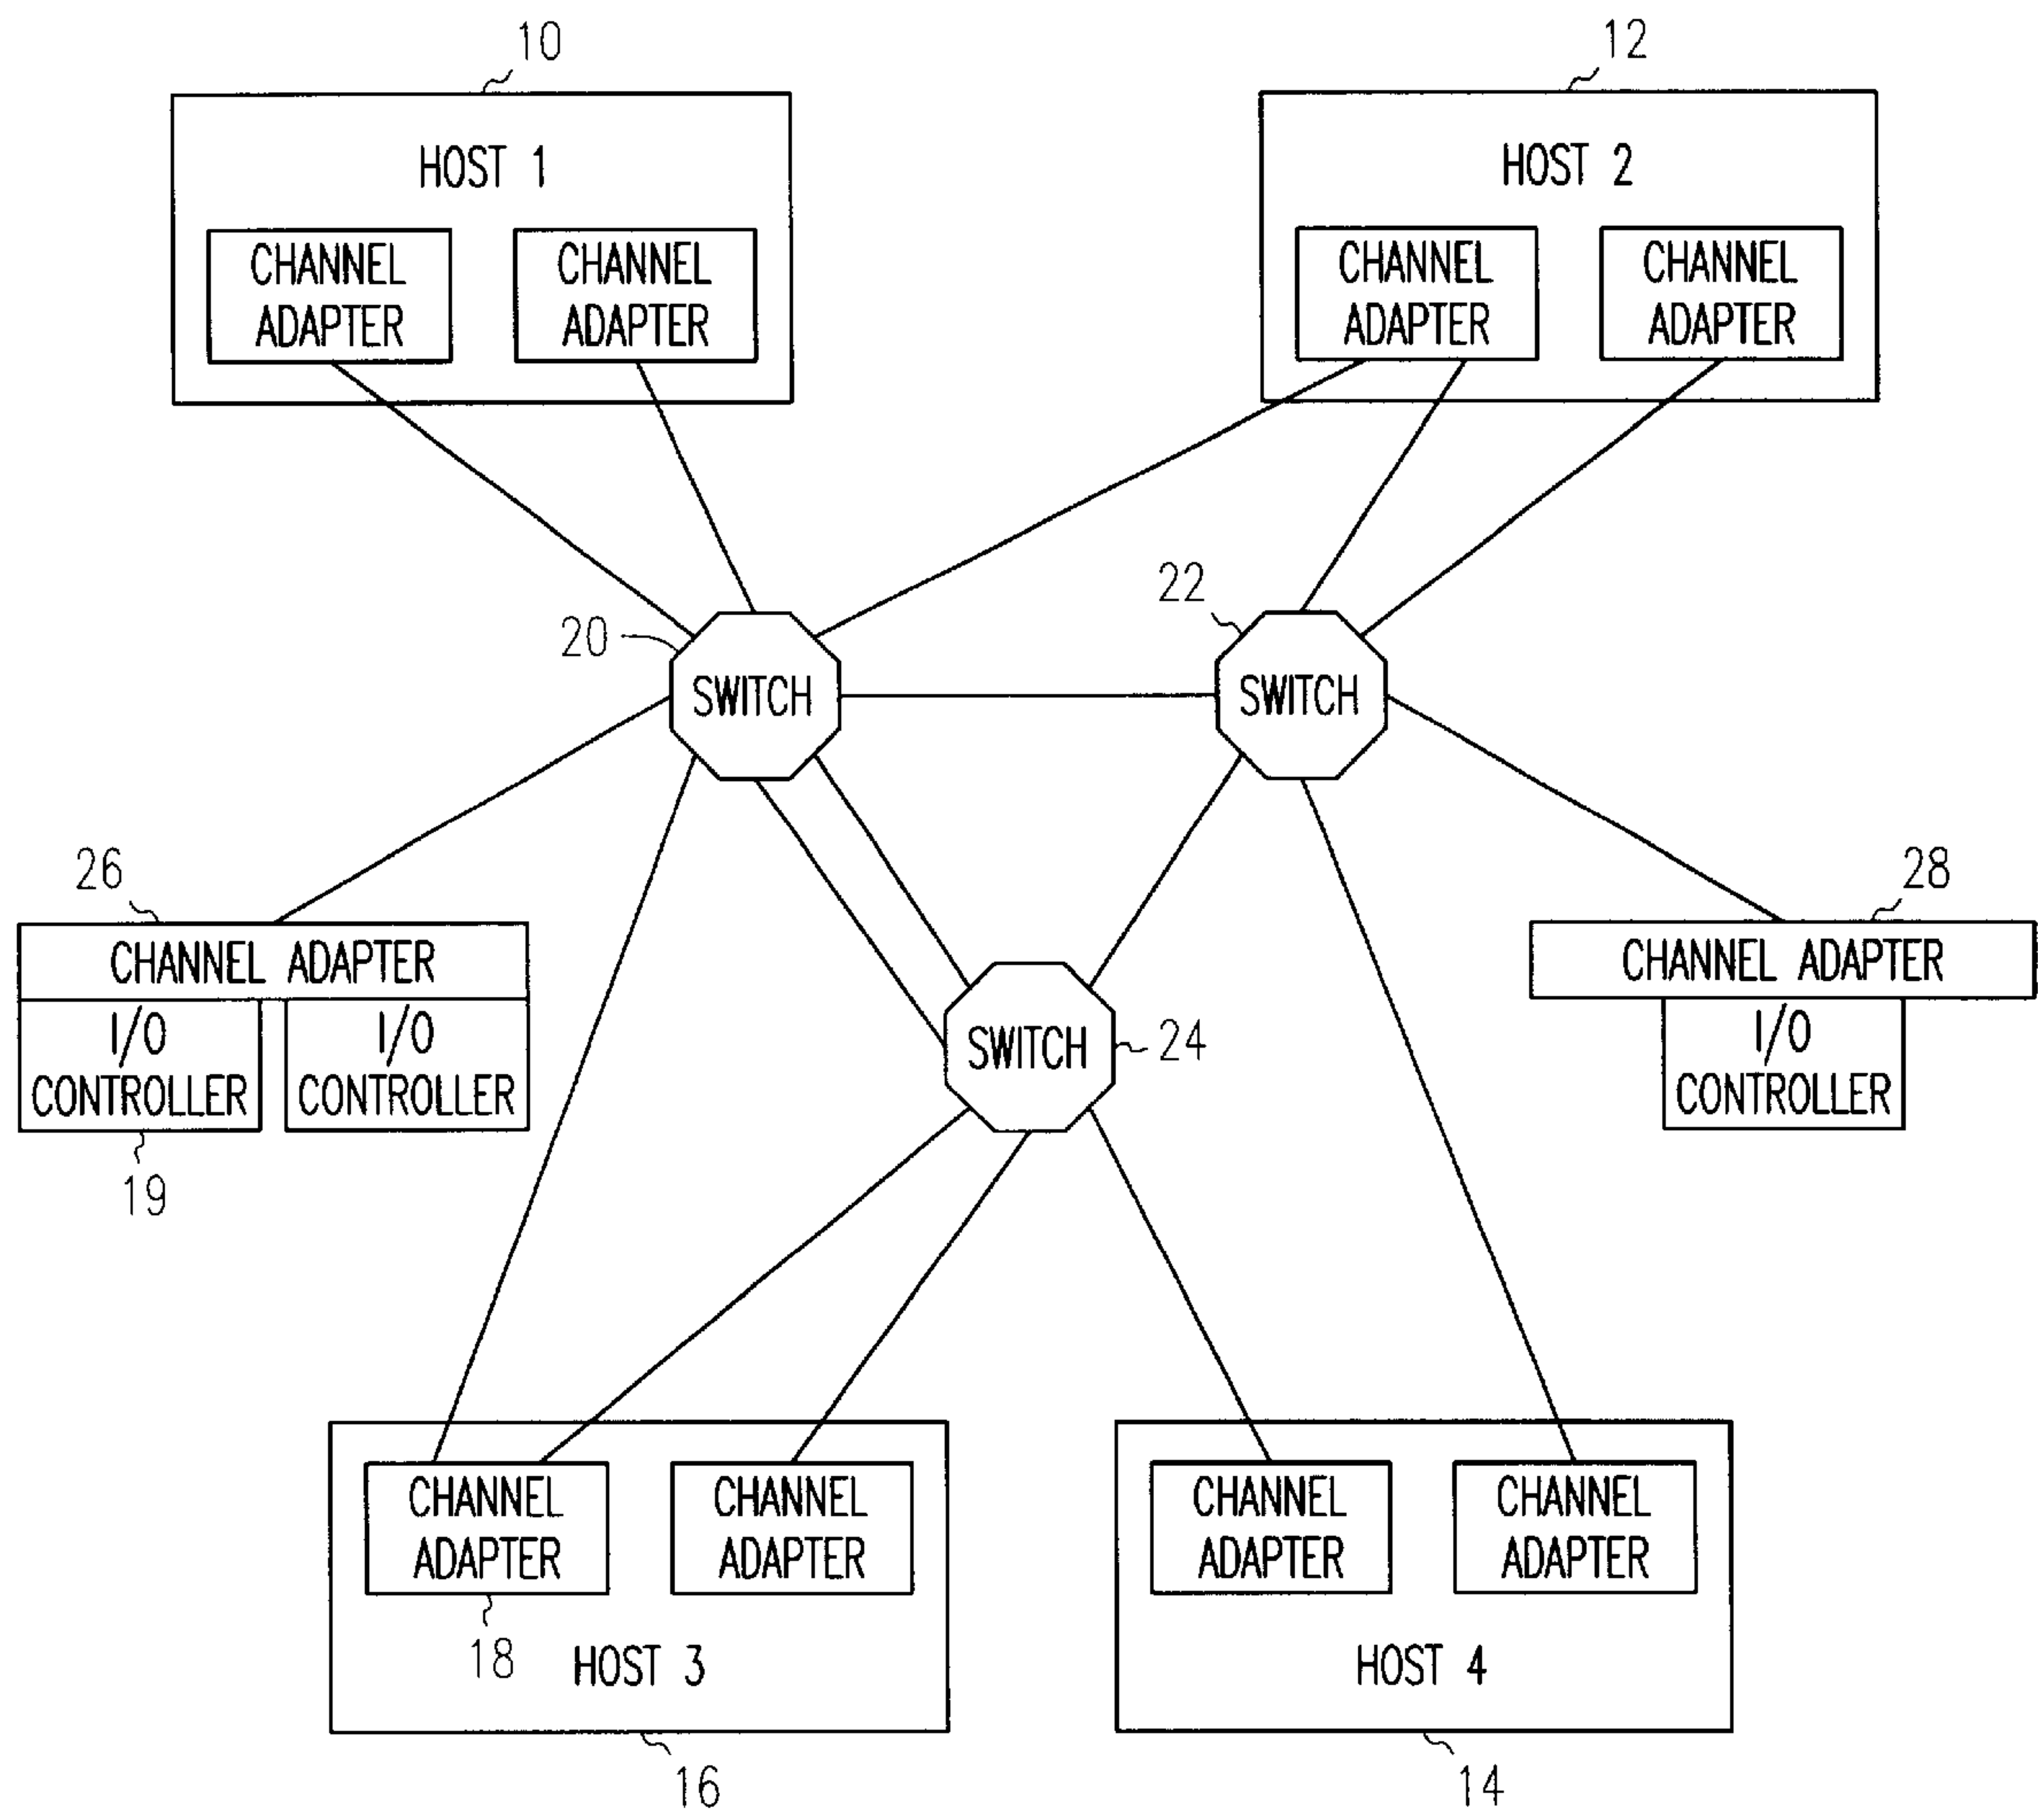 10
12
HOST 1
HOST 2
CHANNEL
ADAPTER
CHANNEL
ADAPTER
CHANNEL
ADAPTER
CHANNEL
ADAPTER
20
22
SWITCH
SWITCH
26
28
CHANNEL ADAPTER
CHANNEL ADAPTER
I/O
CONTROLLER
I/O
CONTROLLER
SWITCH
24
I/O
CONTROLLER
19
CHANNEL
ADAPTER
CHANNEL
ADAPTER
CHANNEL
ADAPTER
CHANNEL
ADAPTER
18
HOST 3
HOST 4
16
14